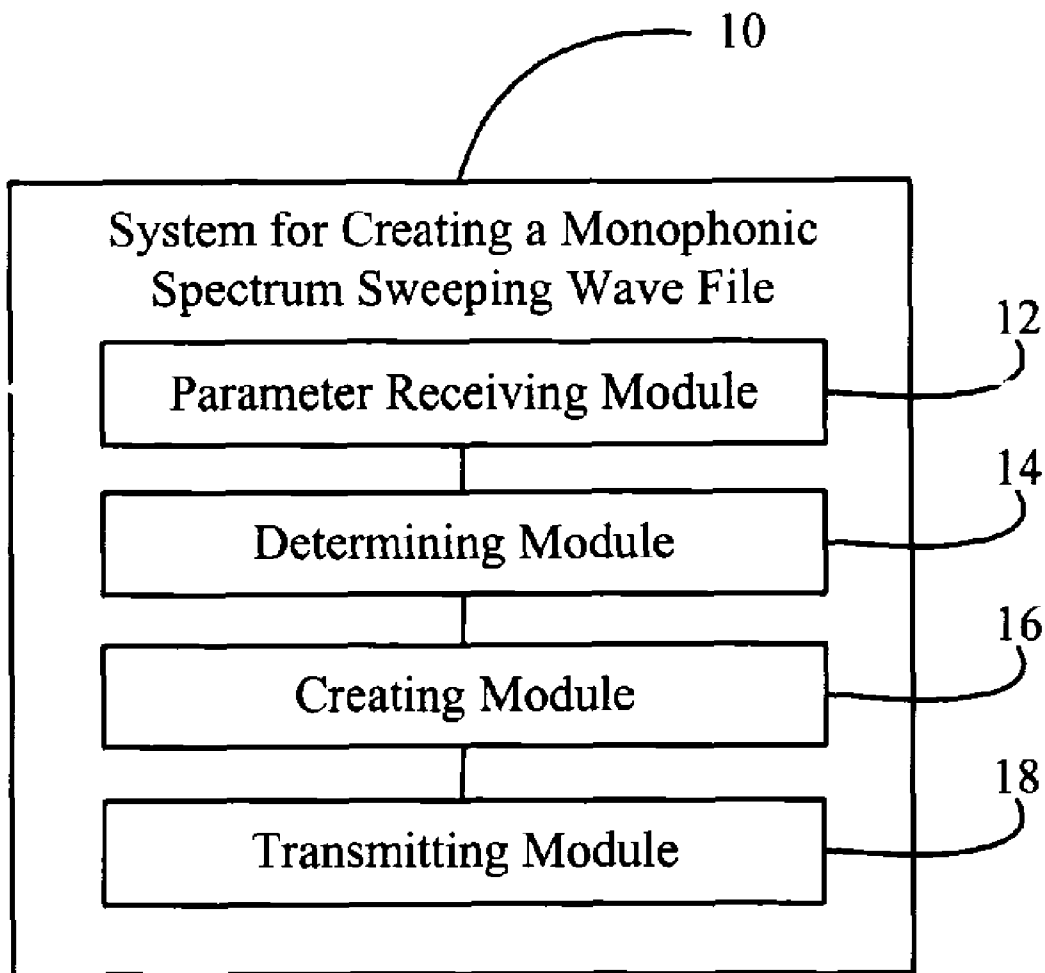 10
System for Creating a Monophonic
Spectrum Sweeping Wave File
12
Parameter Receiving Module
14
Determining Module
16
Creating Module
18
Transmitting Module